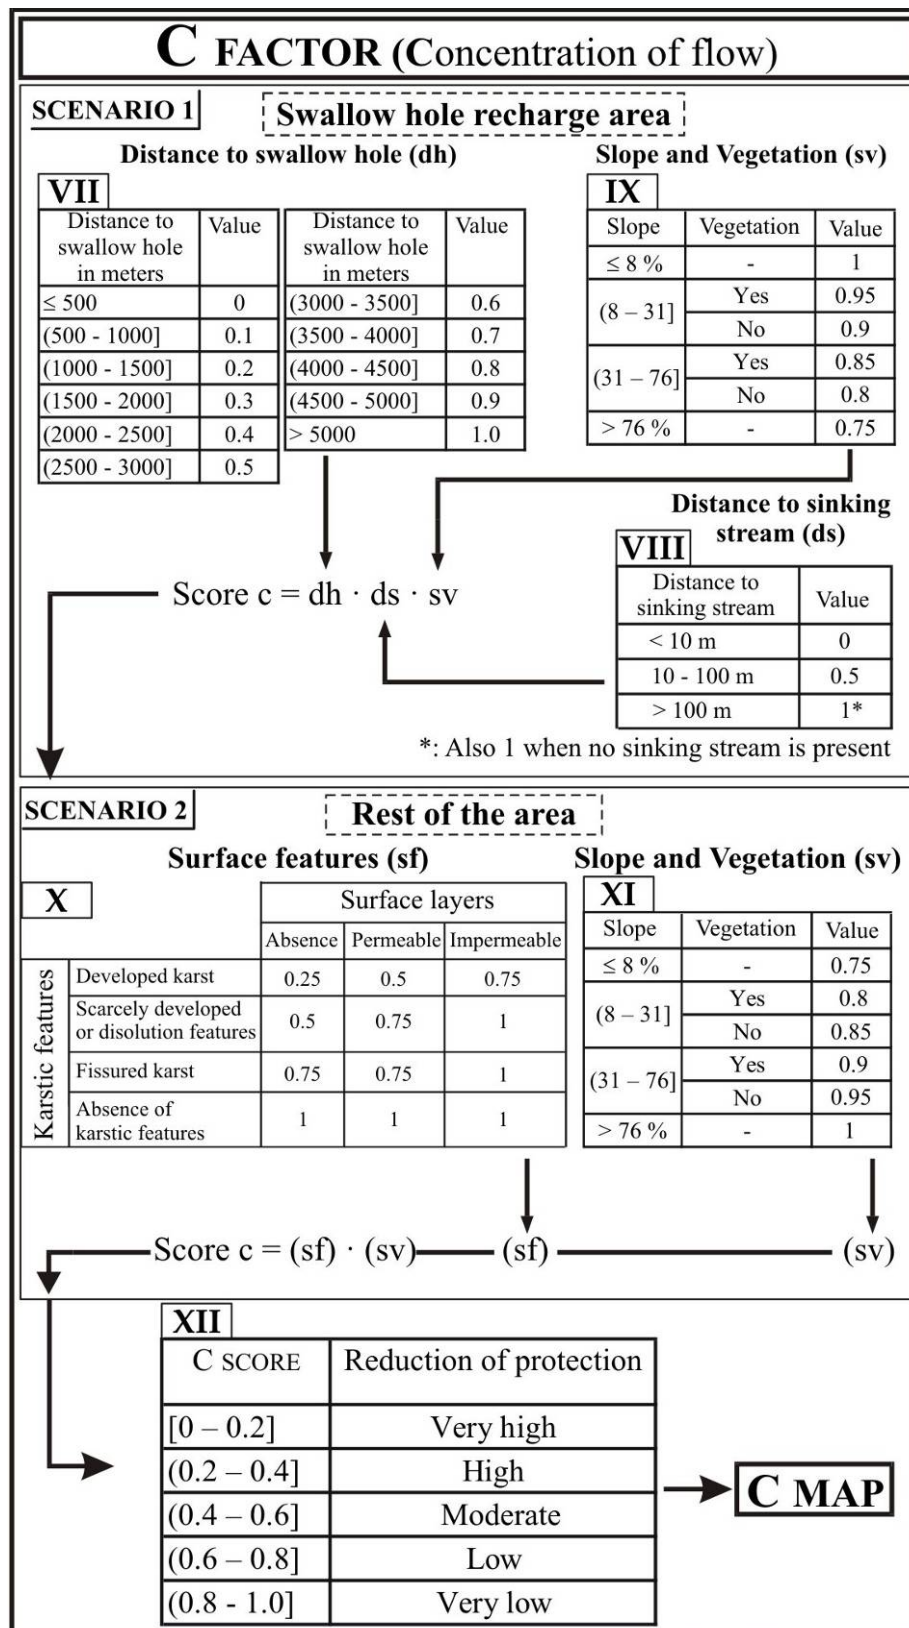 C FACTOR (Concentration of flow)
SCENARIO 1
Swallow hole recharge area
Distance to swallow hole (dh)
VII
Distance to swallow hole in meters Value
≤ 500 0
(500 - 1000] 0.1
(1000 - 1500] 0.2
(1500 - 2000] 0.3
(2000 - 2500] 0.4
(2500 - 3000] 0.5
Distance to swallow hole in meters Value
(3000 - 3500] 0.6
(3500 - 4000] 0.7
(4000 - 4500] 0.8
(4500 - 5000] 0.9
> 5000 1.0
Slope and Vegetation (sv)
IX
Slope Vegetation Value
≤ 8 % - 1
(8 – 31] Yes 0.95
No 0.9
(31 – 76] Yes 0.85
No 0.8
> 76 % - 0.75
Distance to sinking
stream (ds)
VIII
Distance to sinking stream Value
< 10 m 0
10 - 100 m 0.5
> 100 m 1*
Score c = dh · ds · sv
*: Also 1 when no sinking stream is present
SCENARIO 2
Rest of the area
Surface features (sf)
X
Surface layers
Absence Permeable Impermeable
Karstic features
Developed karst 0.25 0.5 0.75
Scarcely developed or disolution features 0.5 0.75 1
Fissured karst 0.75 0.75 1
Absence of karstic features 1 1 1
Slope and Vegetation (sv)
XI
Slope Vegetation Value
≤ 8 % - 0.75
(8 – 31] Yes 0.8
No 0.85
(31 – 76] Yes 0.9
No 0.95
> 76 % - 1
Score c = (sf) · (sv) (sf) (sv)
XII
C SCORE Reduction of protection
[0 – 0.2] Very high
(0.2 – 0.4] High
(0.4 – 0.6] Moderate
(0.6 – 0.8] Low
(0.8 - 1.0] Very low
C MAP